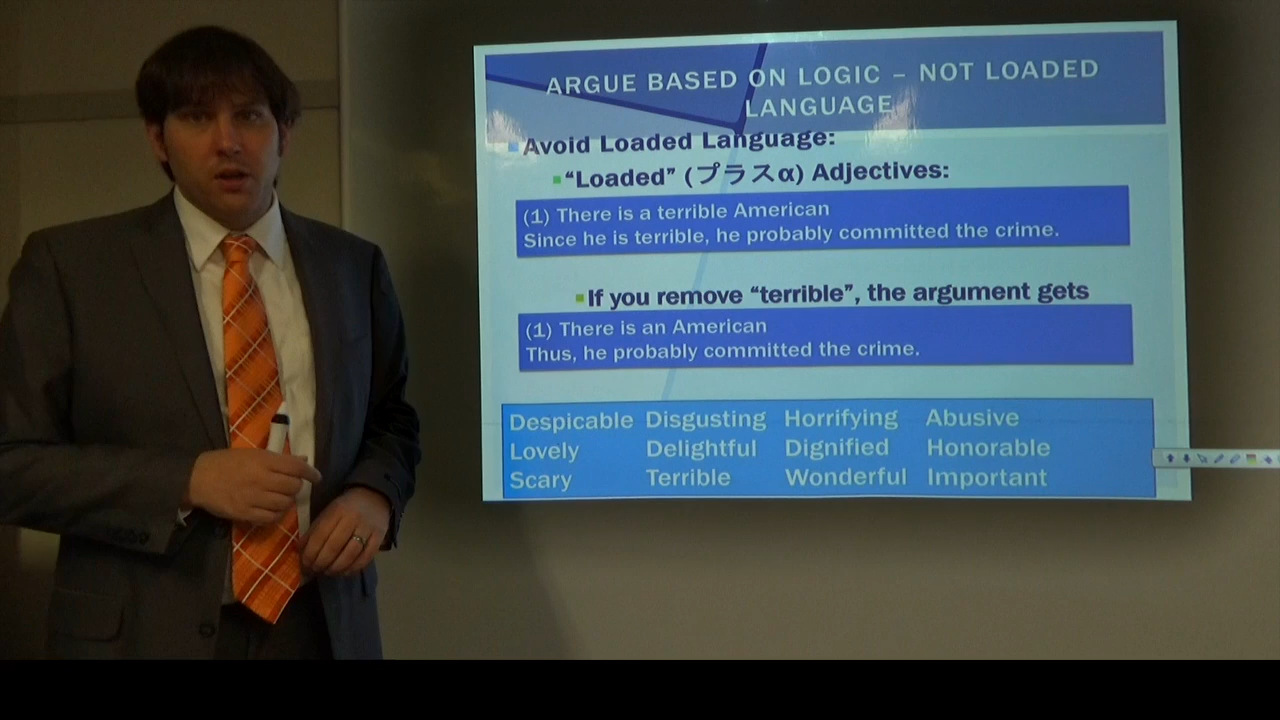 ARGUE BASED ON LOGIC – NOT LOADED
LANGUAGE
Avoid Loaded Language:
“Loaded” (プラスα) Adjectives:
(1) There is a terrible American
Since he is terrible, he probably committed the crime.
If you remove “terrible”, the argument gets
(1) There is an American
Thus, he probably committed the crime.
Despicable Disgusting Horrifying Abusive
Lovely Delightful Dignified Honorable
Scary Terrible Wonderful Important